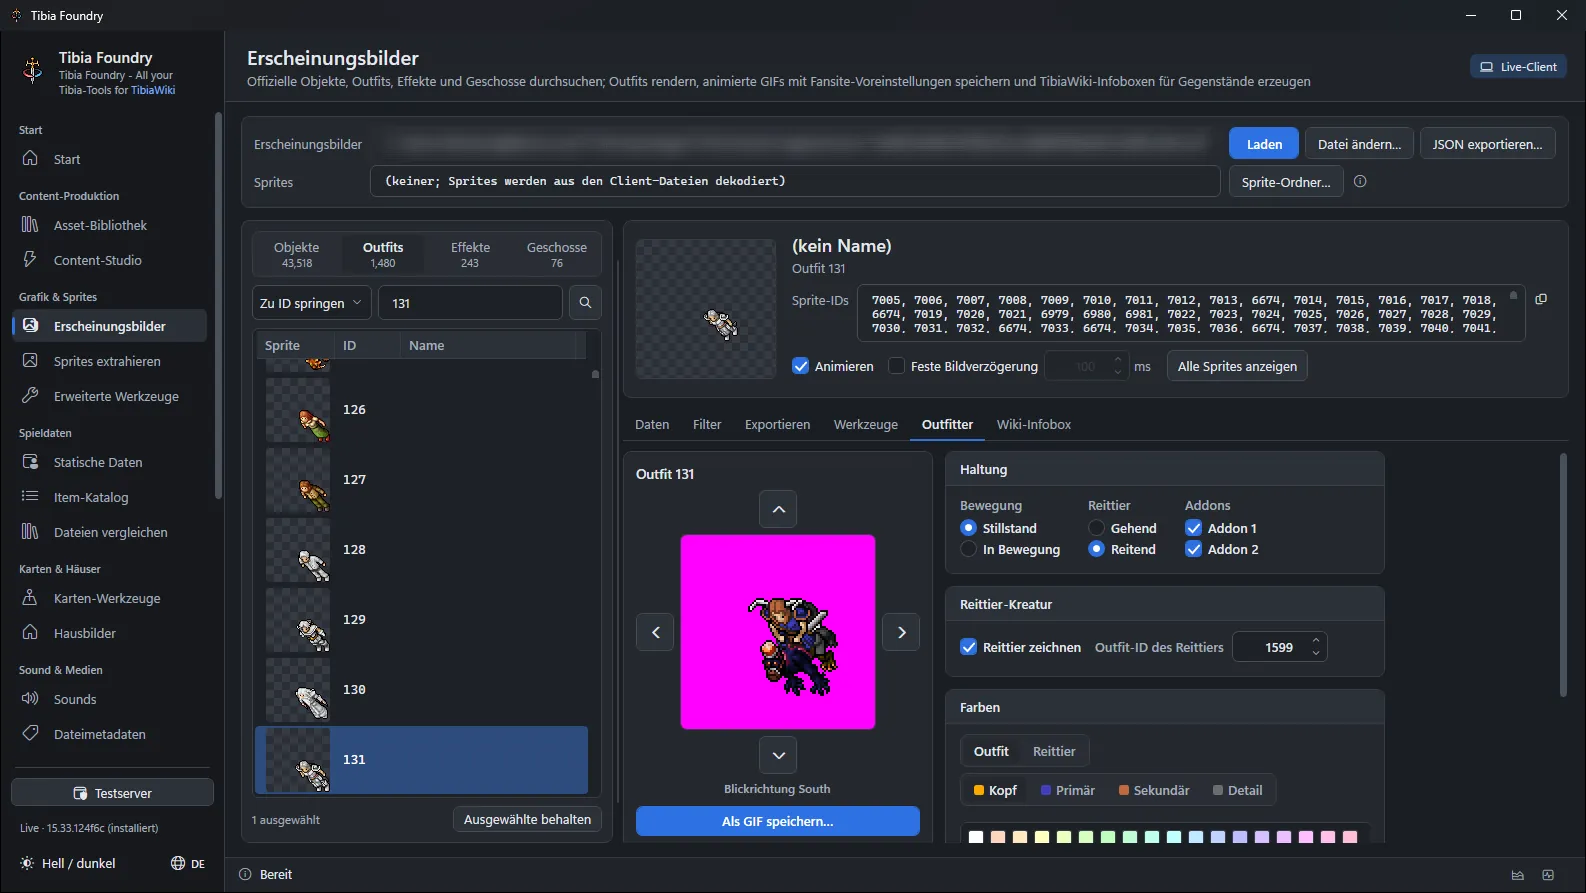 Tibia Foundry
Tibia Foundry
Tibia Foundry - All your
Tibia-Tools for TibiaWiki
Start
Start
Content-Produktion
Asset-Bibliothek
Content-Studio
Grafik & Sprites
Erscheinungsbilder
Sprites extrahieren
Erweiterte Werkzeuge
Spieldaten
Statische Daten
Item-Katalog
Dateien vergleichen
Karten & Häuser
Karten-Werkzeuge
Hausbilder
Sound & Medien
Sounds
Dateimetadaten
Testserver
Live · 15.33.124f6c (installiert)
Hell / dunkel
DE
Erscheinungsbilder
Offizielle Objekte, Outfits, Effekte und Geschosse durchsuchen; Outfits rendern, animierte GIFs mit Fansite-Voreinstellungen speichern und TibiaWiki-Infoboxen für Gegenstände erzeugen
Live-Client
Erscheinungsbilder
Laden
Datei ändern...
JSON exportieren...
Sprites
(keiner; Sprites werden aus den Client-Dateien dekodiert)
Sprite-Ordner...
Objekte
43,518
Outfits
1,480
Effekte
243
Geschosse
76
Zu ID springen
131
Sprite
ID
Name
126
127
128
129
130
131
1 ausgewählt
Ausgewählte behalten
(kein Name)
Outfit 131
Sprite-IDs
7005, 7006, 7007, 7008, 7009, 7010, 7011, 7012, 7013, 6674, 7014, 7015, 7016, 7017, 7018,
6674, 7019, 7020, 7021, 6979, 6980, 6981, 7022, 7023, 7024, 7025, 7026, 7027, 7028, 7029,
7030, 7031, 7032, 6674, 7033, 6674, 7034, 7035, 7036, 6674, 7037, 7038, 7039, 7040, 7041,
Animieren
Feste Bildverzögerung
100
ms
Alle Sprites anzeigen
Daten
Filter
Exportieren
Werkzeuge
Outfitter
Wiki-Infobox
Outfit 131
Blickrichtung South
Als GIF speichern...
Haltung
Bewegung
Reittier
Addons
Stillstand
Gehend
Addon 1
In Bewegung
Reitend
Addon 2
Reittier-Kreatur
Reittier zeichnen
Outfit-ID des Reittiers
1599
Farben
Outfit
Reittier
Kopf
Primär
Sekundär
Detail
Bereit